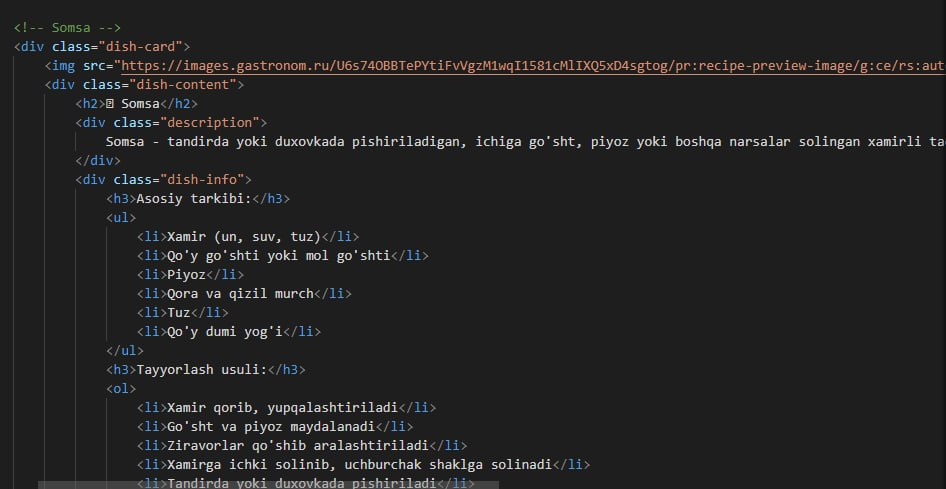 <!-- Somsa -->
<div class="dish-card">
<img src="https://images.gastronom.ru/U6s74OBBTePYtiFvVgzM1wqI1581cMlIXQ5xD4sgtog/pr:recipe-preview-image/g:ce/rs:aut
<div class="dish-content">
<h2> Somsa</h2>
<div class="description">
Somsa - tandirda yoki duxovkada pishiriladigan, ichiga go'sht, piyoz yoki boshqa narsalar solingan xamirli
</div>
<div class="dish-info">
<h3>Asosiy tarkibi:</h3>
<ul>
<li>Xamir (un, suv, tuz)</li>
<li>Qo'y go'shti yoki mol go'shti</li>
<li>Piyoz</li>
<li>Qora va qizil murch</li>
<li>Tuz</li>
<li>Qo'y dumi yog'i</li>
</ul>
<h3>Tayyorlash usuli:</h3>
<ol>
<li>Xamir qorib, yupqalashtiriladi</li>
<li>Go'sht va piyoz maydalanadi</li>
<li>Ziravorlar qo'shib aralashtiriladi</li>
<li>Xamirga ichki solinib, uchburchak shaklga solinadi</li>
<li>Tandirda yoki duxovkada pishiriladi</li>